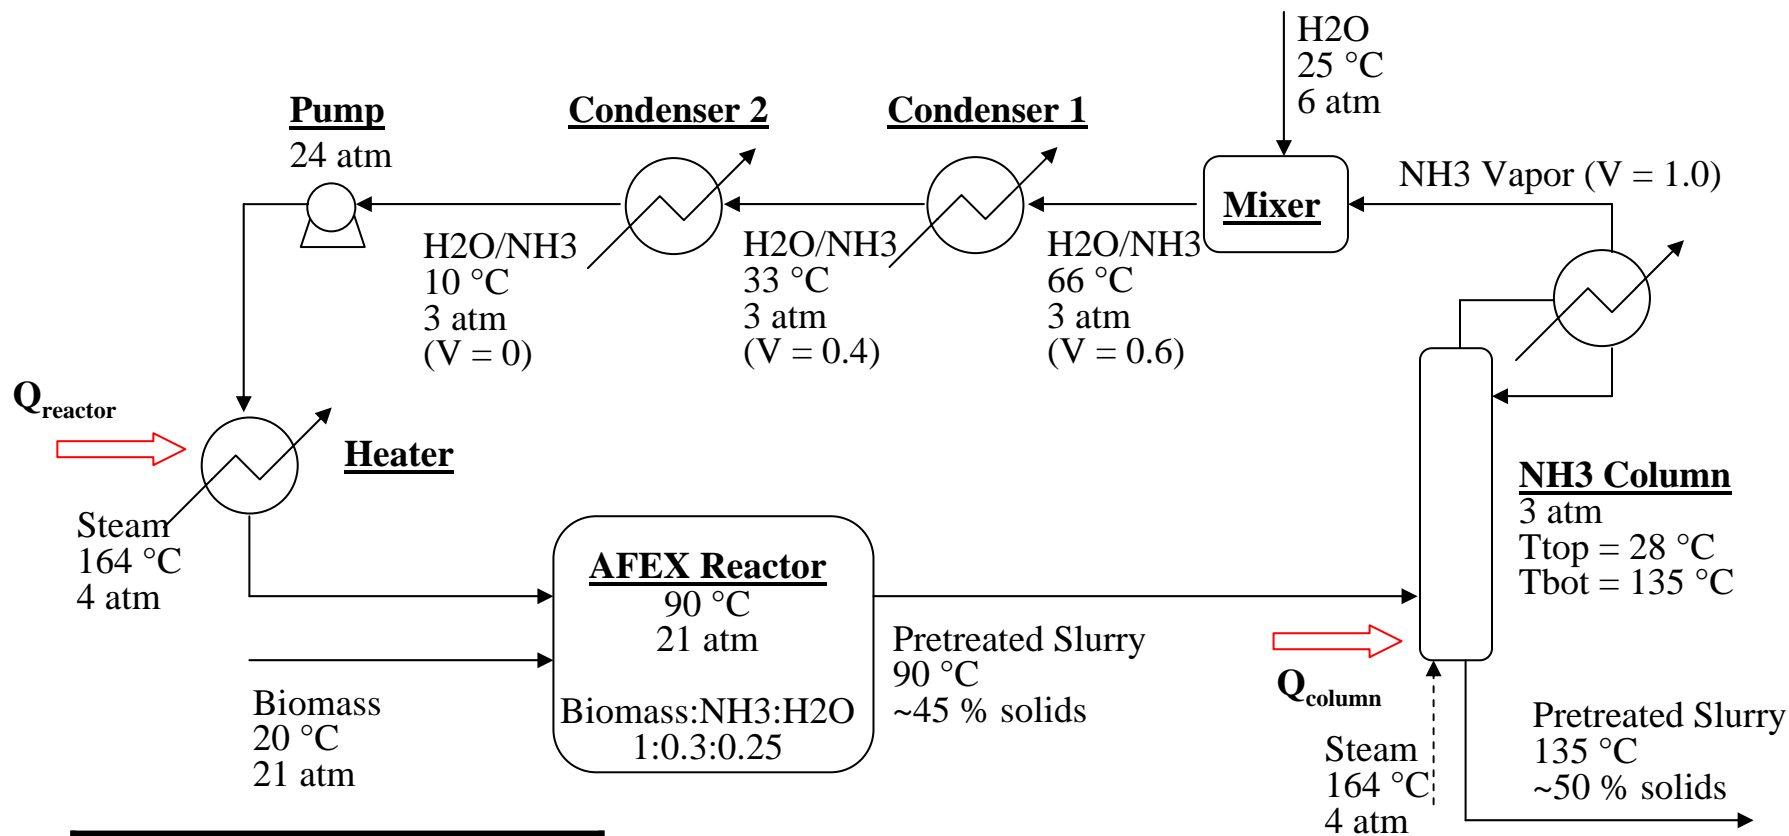 H2O
25 °C
6 atm
Pump
24 atm
Condenser 2
Condenser 1
Mixer
NH3 Vapor (V = 1.0)
H2O/NH3
10 °C
3 atm
(V = 0)
H2O/NH3
33 °C
3 atm
(V = 0.4)
H2O/NH3
66 °C
3 atm
(V = 0.6)
Qreactor
Heater
Steam
164 °C
4 atm
NH3 Column
3 atm
Ttop = 28 °C
Tbot = 135 °C
AFEX Reactor
90 °C
21 atm
Biomass:NH3:H2O
1:0.3:0.25
Biomass
20 °C
21 atm
Pretreated Slurry
90 °C
~45 % solids
Qcolumn
Steam
164 °C
4 atm
Pretreated Slurry
135 °C
~50 % solids